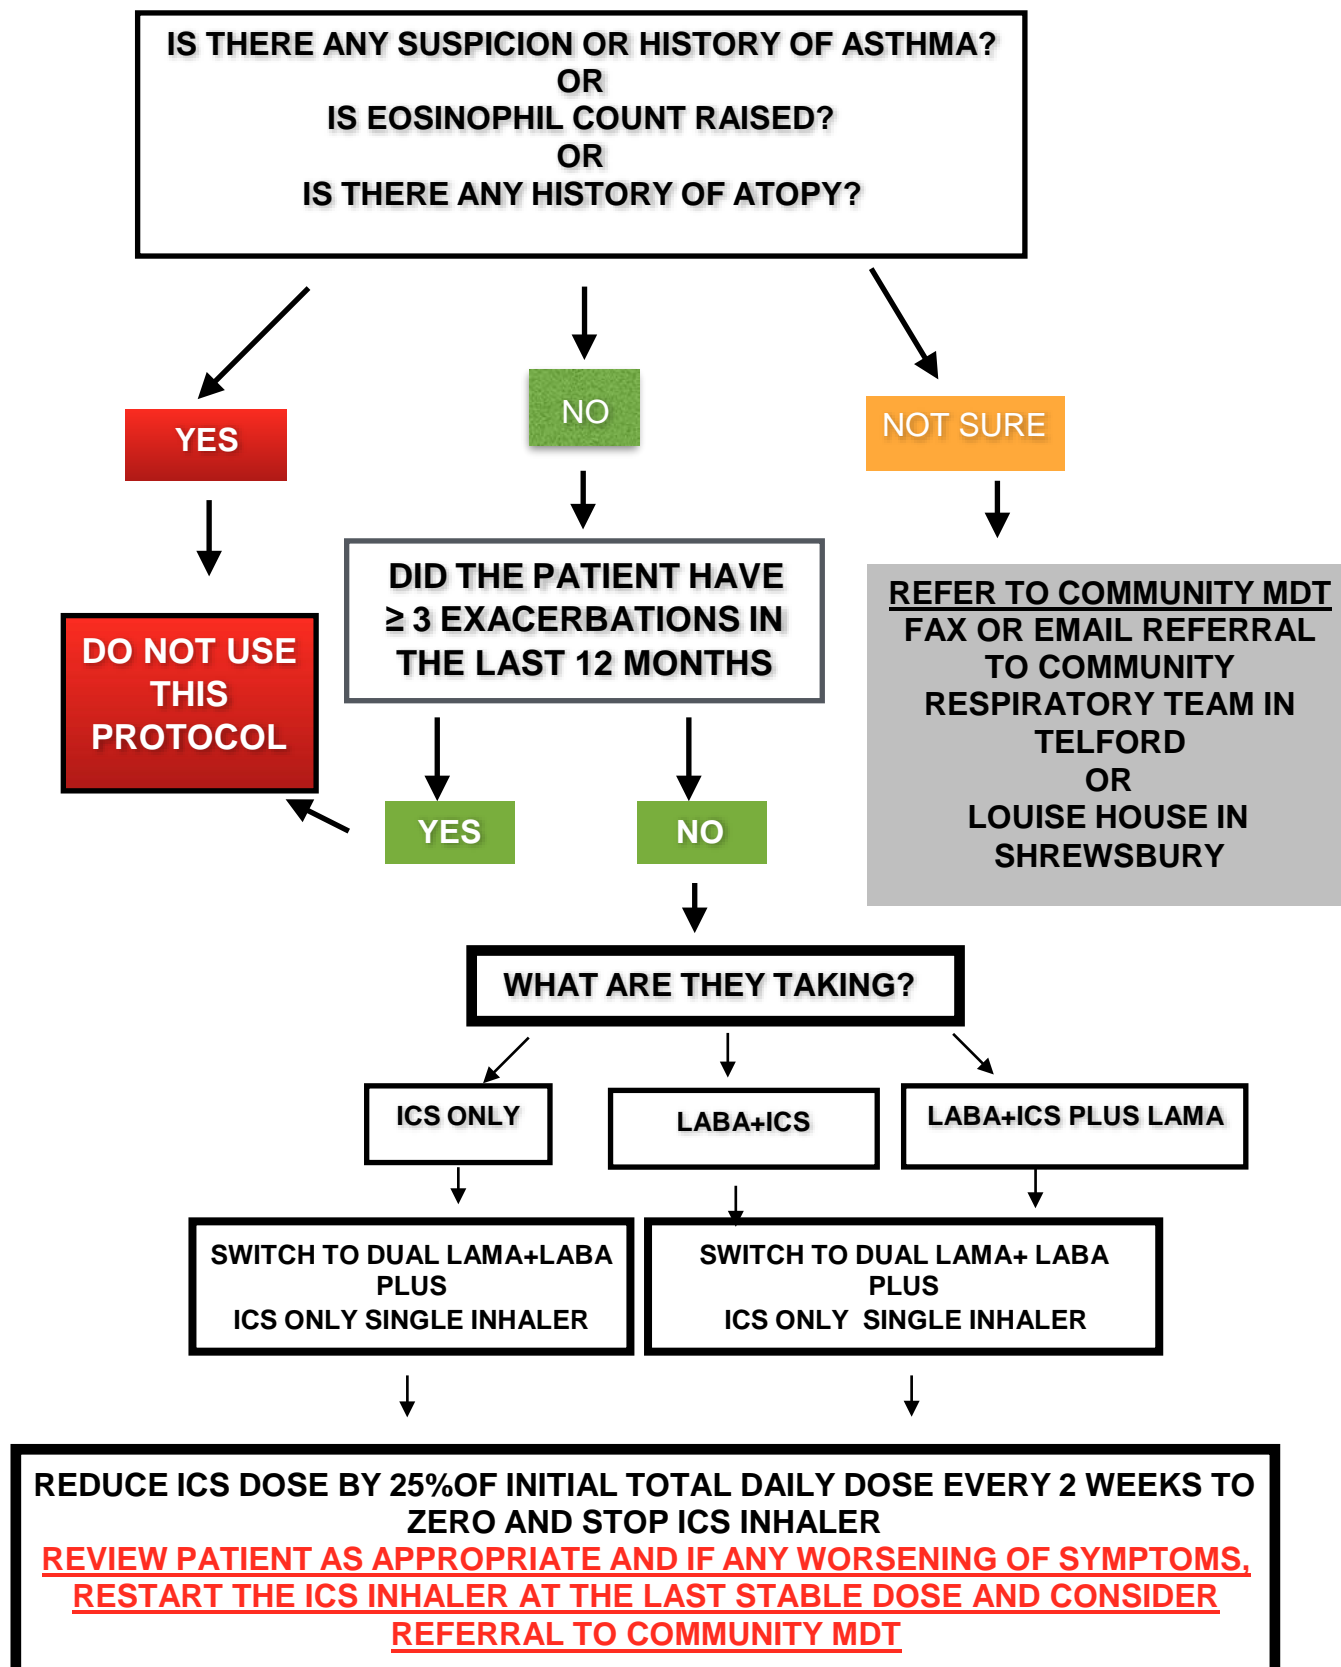 IS THERE ANY SUSPICION OR HISTORY OF ASTHMA?
OR
IS EOSINOPHIL COUNT RAISED?
OR
IS THERE ANY HISTORY OF ATOPY?
YES
NO
NOT SURE
DO NOT USE
THIS
PROTOCOL
DID THE PATIENT HAVE
≥ 3 EXACERBATIONS IN
THE LAST 12 MONTHS
REFER TO COMMUNITY MDT
FAX OR EMAIL REFERRAL
TO COMMUNITY
RESPIRATORY TEAM IN
TELFORD
OR
LOUISE HOUSE IN
SHREWSBURY
YES
NO
WHAT ARE THEY TAKING?
ICS ONLY
LABA+ICS
LABA+ICS PLUS LAMA
SWITCH TO DUAL LAMA+LABA
PLUS
ICS ONLY SINGLE INHALER
SWITCH TO DUAL LAMA+ LABA
PLUS
ICS ONLY SINGLE INHALER
REDUCE ICS DOSE BY 25%OF INITIAL TOTAL DAILY DOSE EVERY 2 WEEKS TO
ZERO AND STOP ICS INHALER
REVIEW PATIENT AS APPROPRIATE AND IF ANY WORSENING OF SYMPTOMS,
RESTART THE ICS INHALER AT THE LAST STABLE DOSE AND CONSIDER
REFERRAL TO COMMUNITY MDT